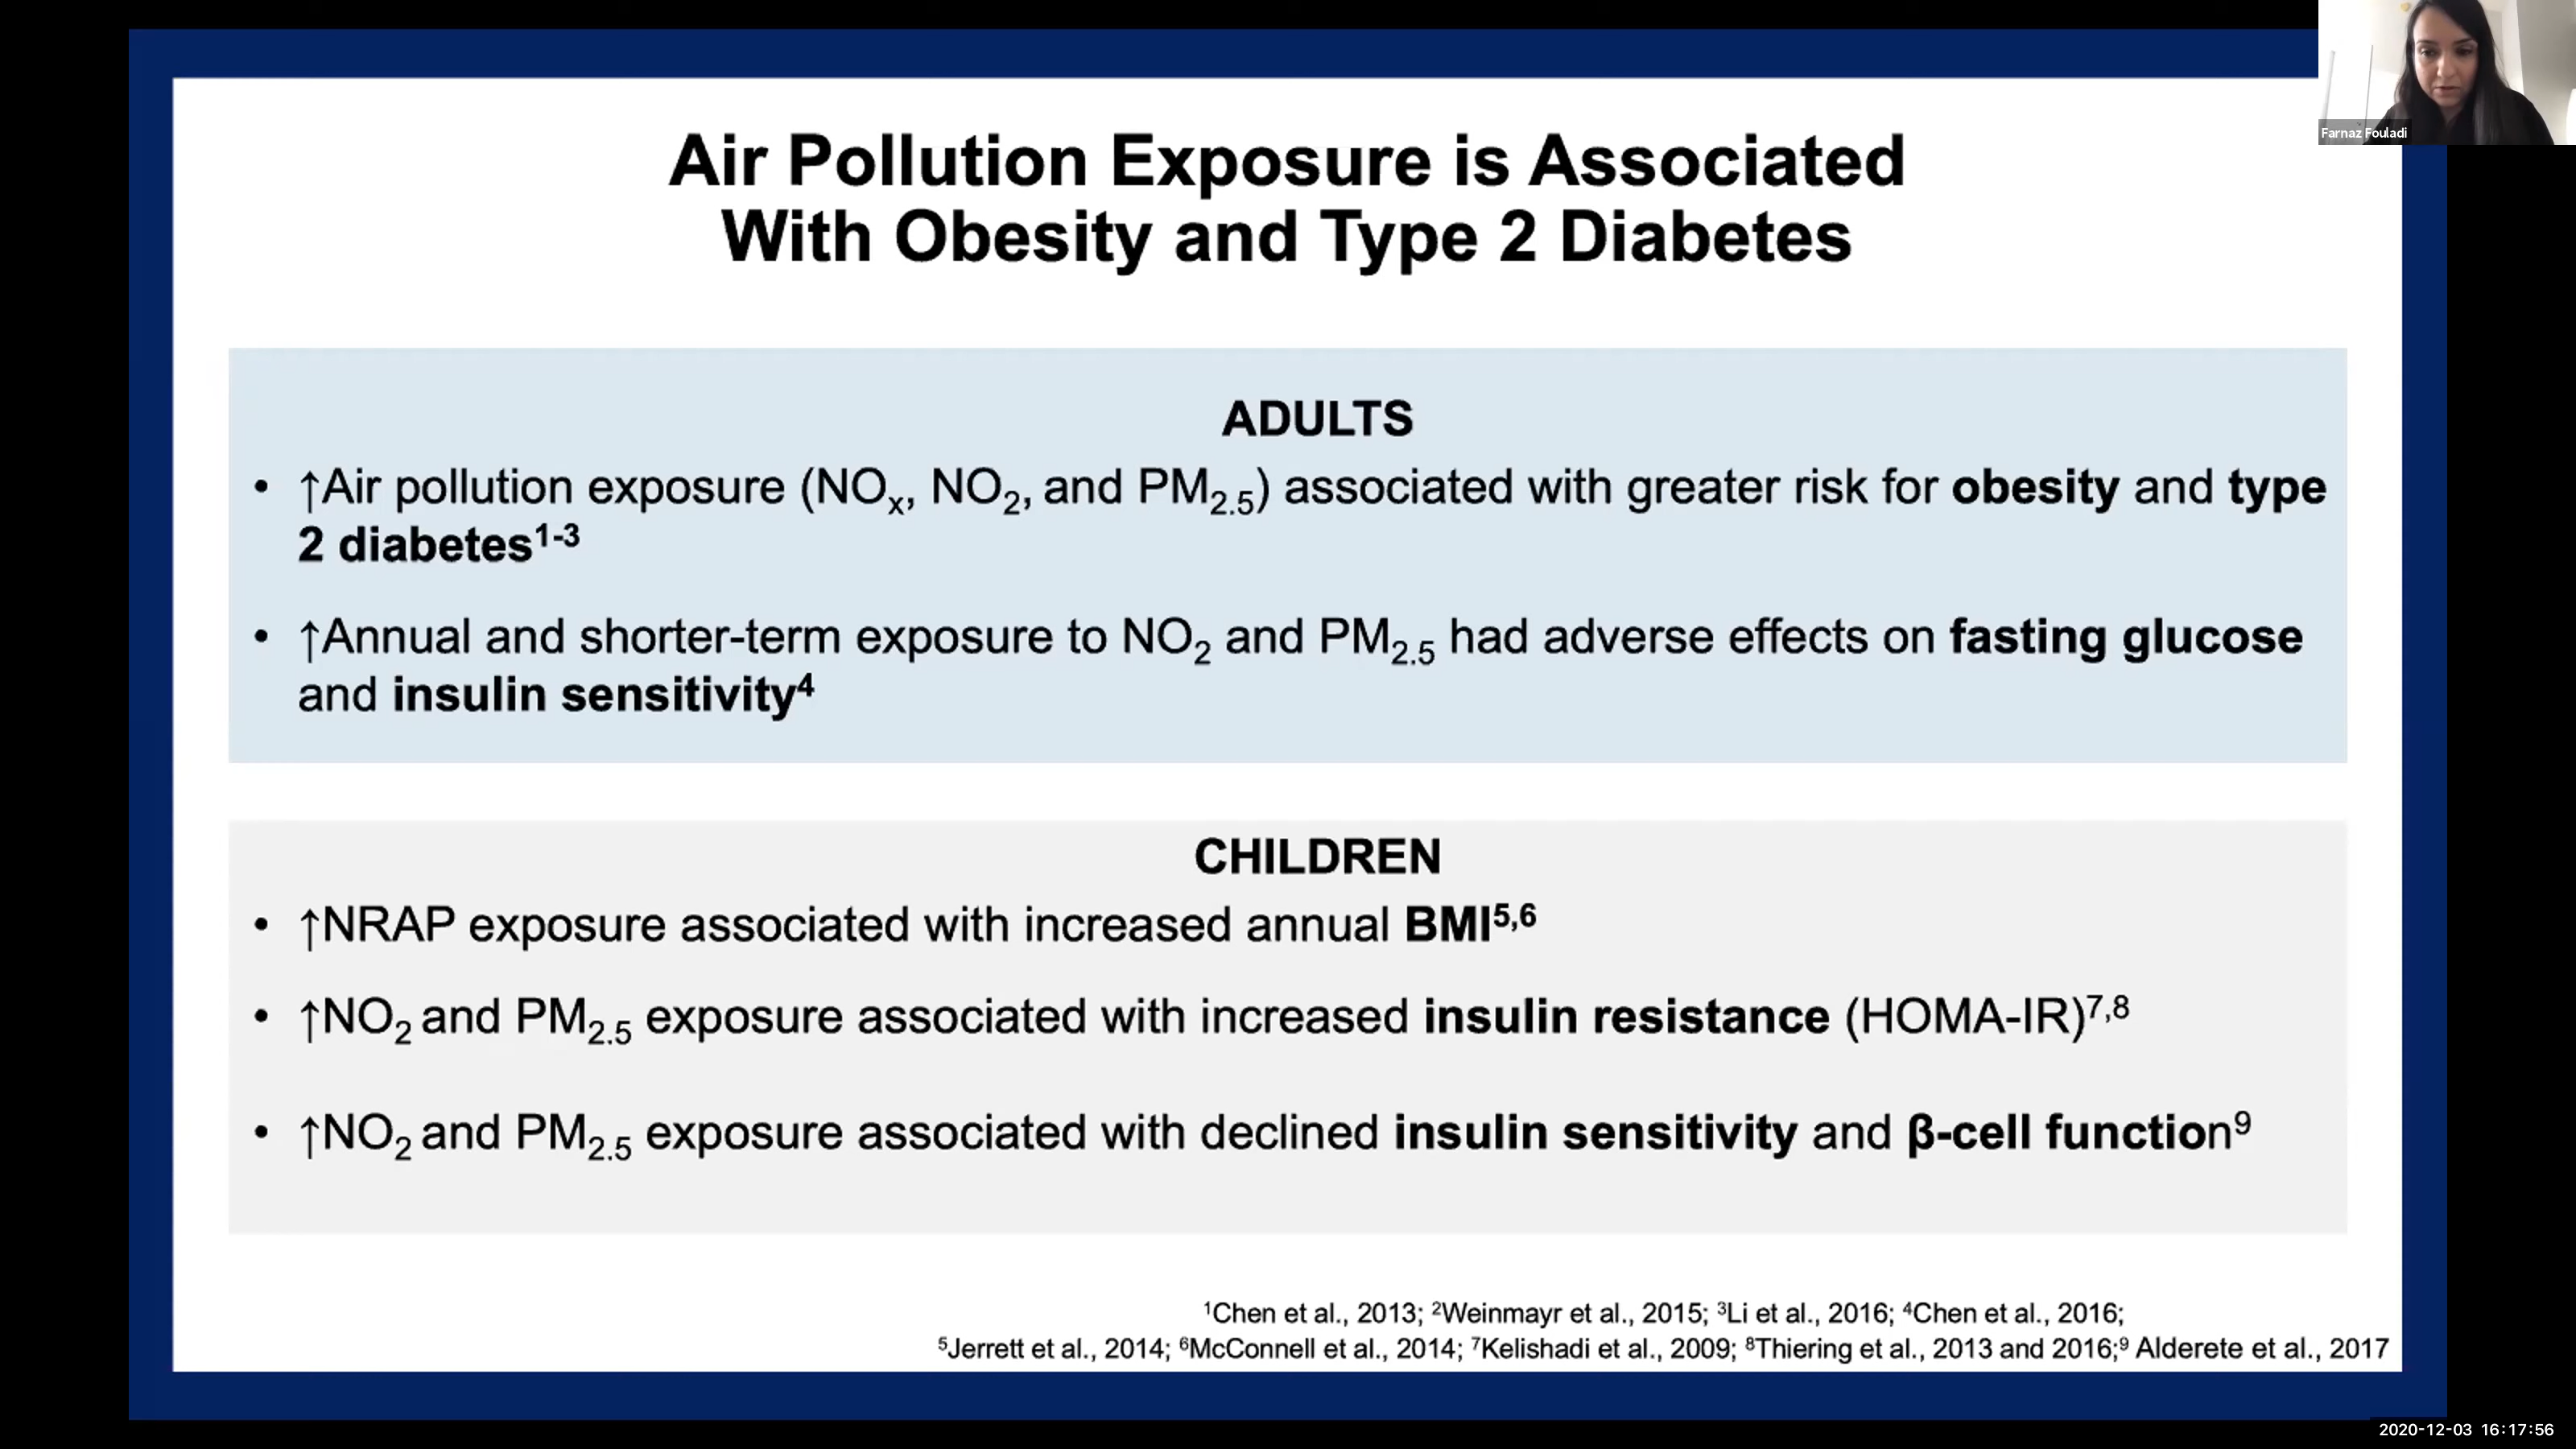 Farnaz Fouladi
Air Pollution Exposure is Associated
With Obesity and Type 2 Diabetes
ADULTS
• ↑Air pollution exposure (NOₓ, NO₂, and PM₂.₅) associated with greater risk for obesity and type
2 diabetes¹⁻³
• ↑Annual and shorter-term exposure to NO₂ and PM₂.₅ had adverse effects on fasting glucose
and insulin sensitivity⁴
CHILDREN
• ↑NRAP exposure associated with increased annual BMI⁵,⁶
• ↑NO₂ and PM₂.₅ exposure associated with increased insulin resistance (HOMA-IR)⁷,⁸
• ↑NO₂ and PM₂.₅ exposure associated with declined insulin sensitivity and β-cell function⁹
¹Chen et al., 2013; ²Weinmayr et al., 2015; ³Li et al., 2016; ⁴Chen et al., 2016;
⁵Jerrett et al., 2014; ⁶McConnell et al., 2014; ⁷Kelishadi et al., 2009; ⁸Thiering et al., 2013 and 2016;⁹ Alderete et al., 2017
2020-12-03 16:17:56